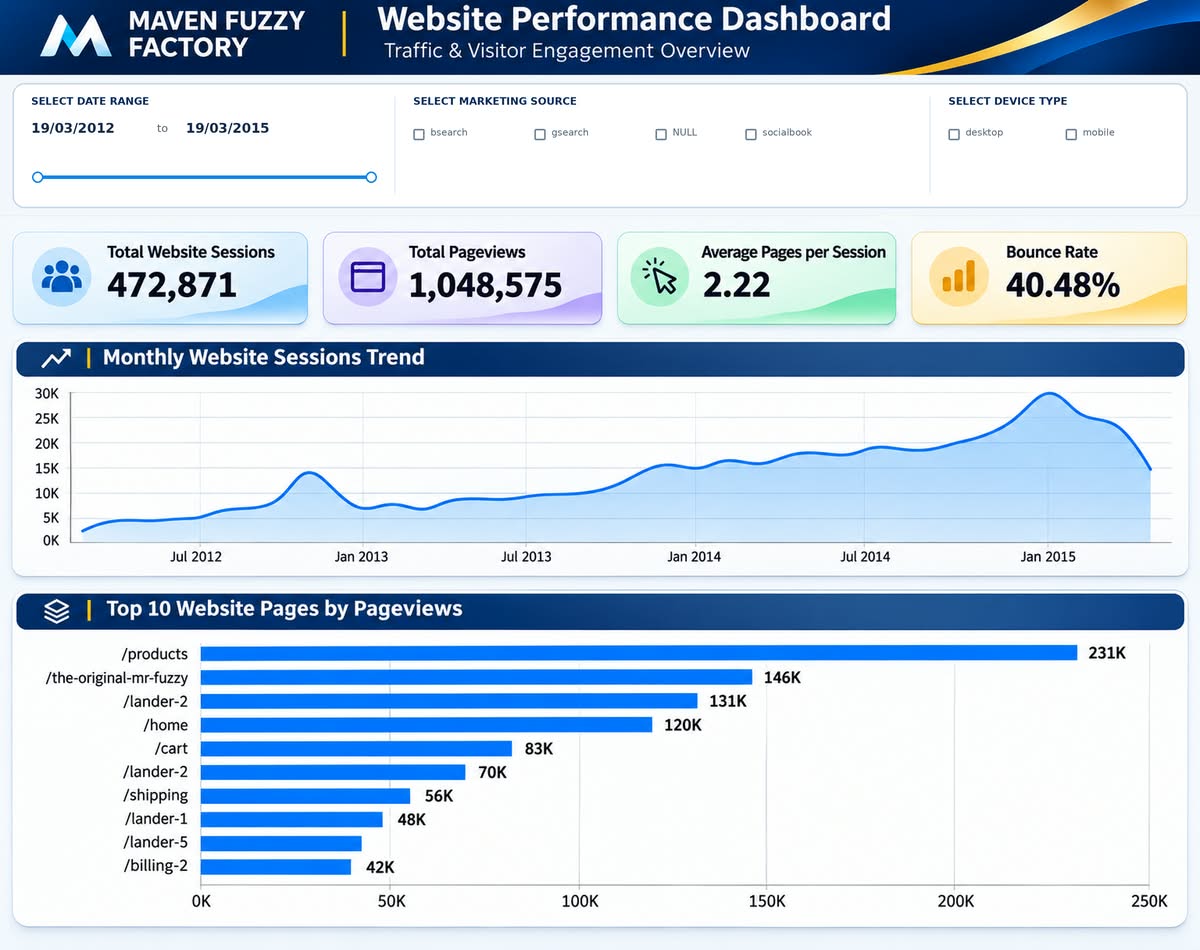 MAVEN FUZZY
FACTORY
Website Performance Dashboard
Traffic & Visitor Engagement Overview
SELECT DATE RANGE
19/03/2012 to 19/03/2015
SELECT MARKETING SOURCE
bsearch gsearch NULL socialbook
SELECT DEVICE TYPE
desktop mobile
Total Website Sessions
472,871
Total Pageviews
1,048,575
Average Pages per Session
2.22
Bounce Rate
40.48%
Monthly Website Sessions Trend
30K
25K
20K
15K
10K
5K
0K
Jul 2012 Jan 2013 Jul 2013 Jan 2014 Jul 2014 Jan 2015
Top 10 Website Pages by Pageviews
/products 231K
/the-original-mr-fuzzy 146K
/lander-2 131K
/home 120K
/cart 83K
/lander-2 70K
/shipping 56K
/lander-1 48K
/lander-5
/billing-2 42K
0K 50K 100K 150K 200K 250K